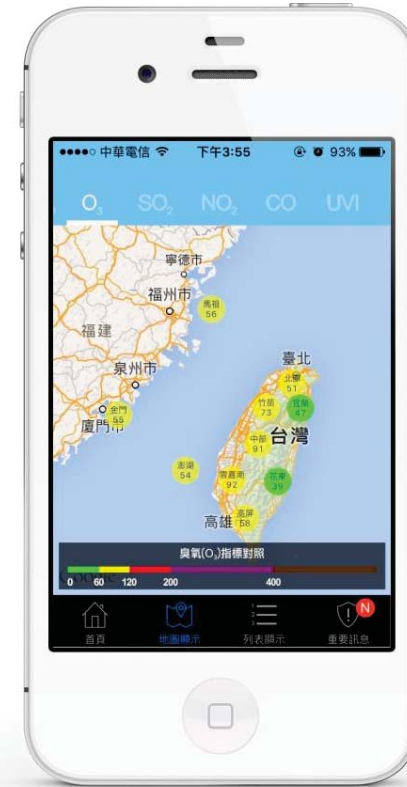 中華電信 下午3:55 93%
O₃ SO₂ NO₂ CO UVI
寧德市
福州市
馬祖
56
福建
泉州市
臺北
北部
51
竹苗
73
宜蘭
47
金門
55
廈門市
台灣
中部
91
澎湖
54
雲嘉南
92
花東
39
高雄
高屏
58
臭氧(O₃)指標對照
0 60 120 200 400
首頁 地圖顯示 列表顯示 重要訊息
N